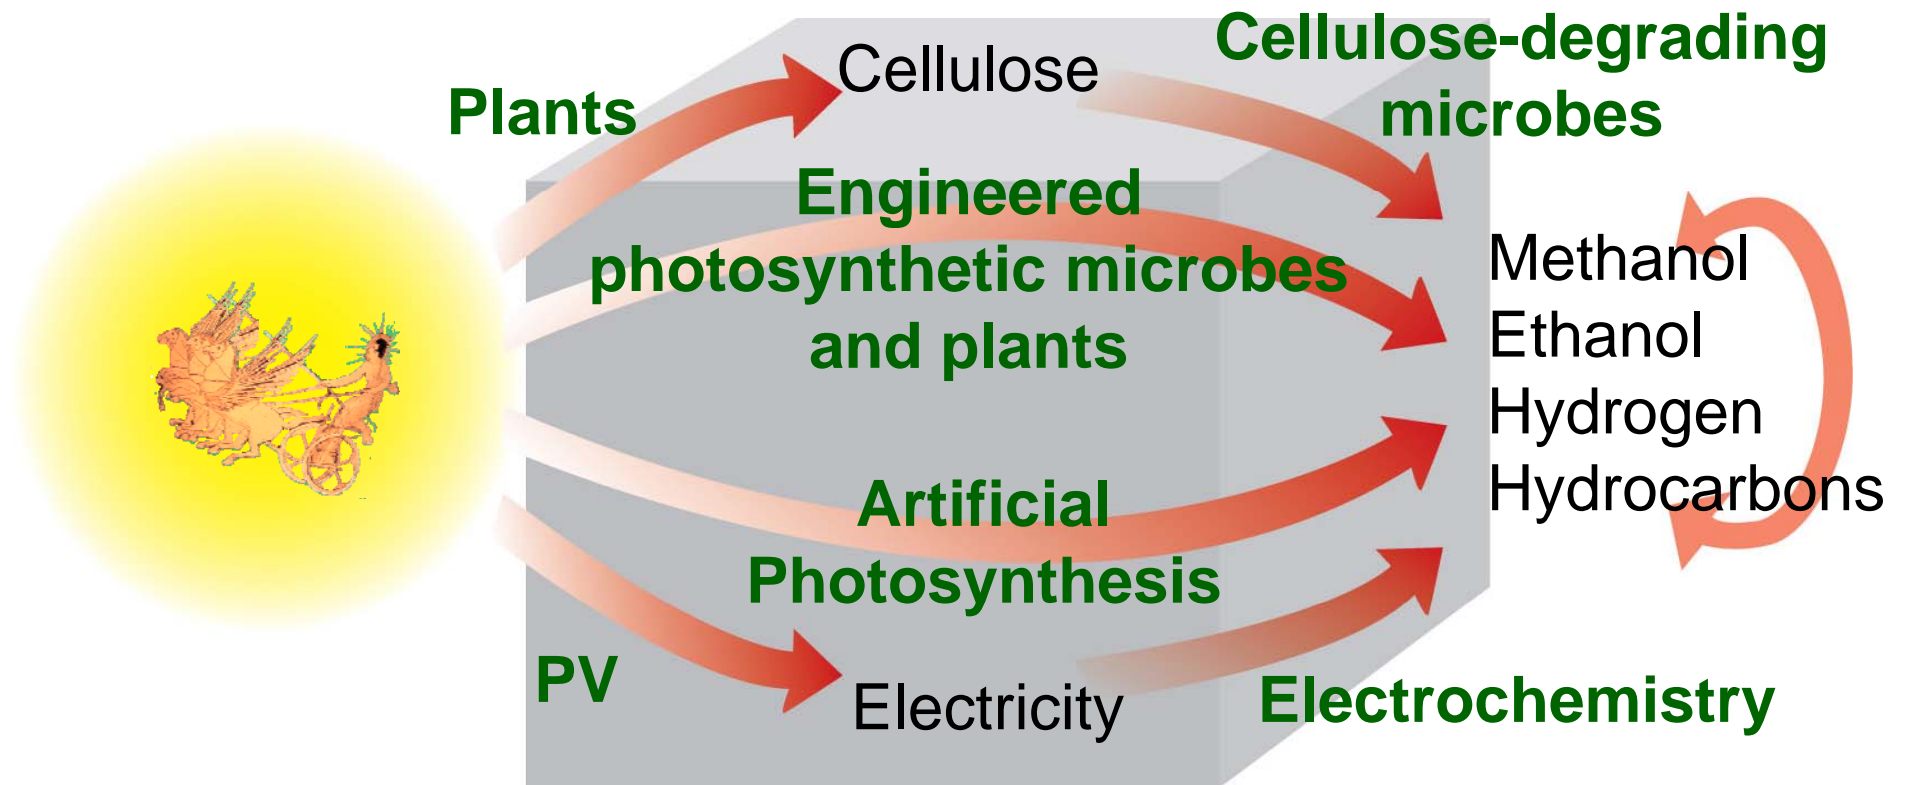 Plants
Cellulose
Cellulose-degrading
microbes
Engineered
photosynthetic microbes
and plants
Methanol
Ethanol
Hydrogen
Hydrocarbons
Artificial
Photosynthesis
PV
Electricity
Electrochemistry